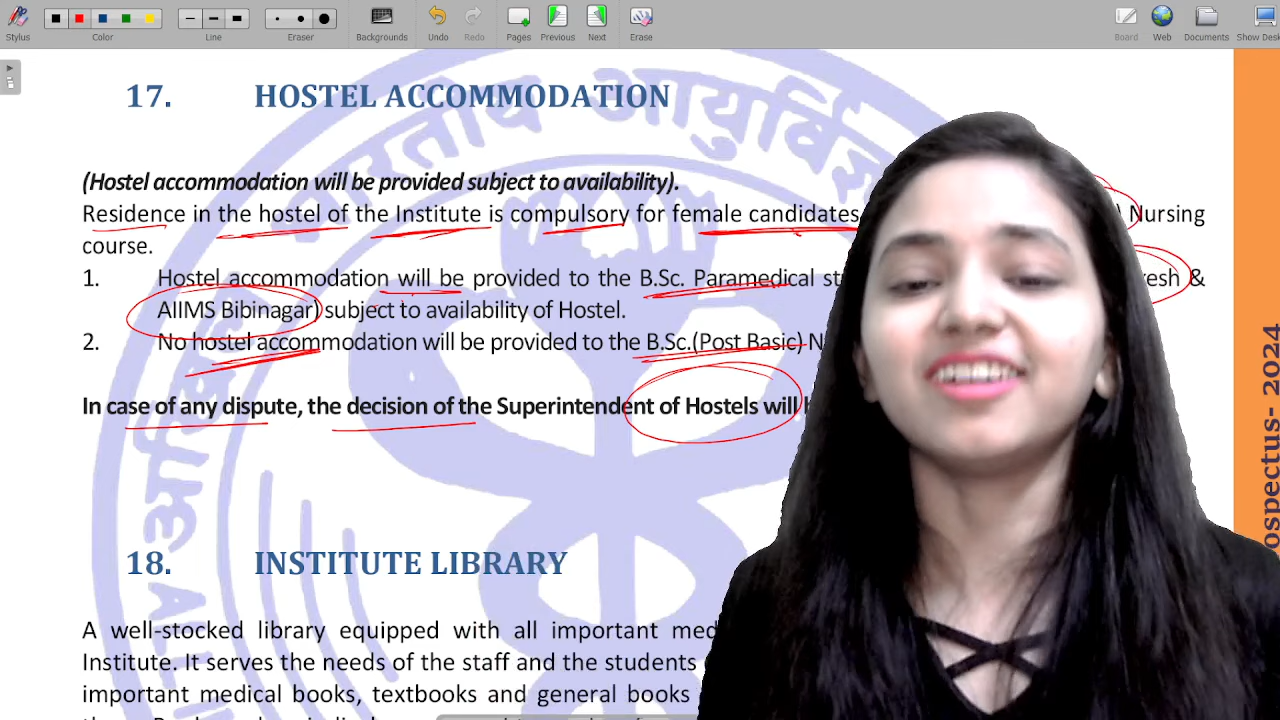 Stylus Color Line Eraser Backgrounds Undo Redo Pages Previous Next Erase Board Web Documents Show Desk
17. HOSTEL ACCOMMODATION
भारतीय आयुर्विज्ञ
(Hostel accommodation will be provided subject to availability).
Residence in the hostel of the Institute is compulsory for female candidates Nursing
course.
1. Hostel accommodation will be provided to the B.Sc. Paramedical st esh &
AIIMS Bibinagar) subject to availability of Hostel.
2. No hostel accommodation will be provided to the B.Sc.(Post Basic) N
In case of any dispute, the decision of the Superintendent of Hostels will b
18. INSTITUTE LIBRARY
A well-stocked library equipped with all important med
Institute. It serves the needs of the staff and the students
important medical books, textbooks and general books
ospectus- 2024